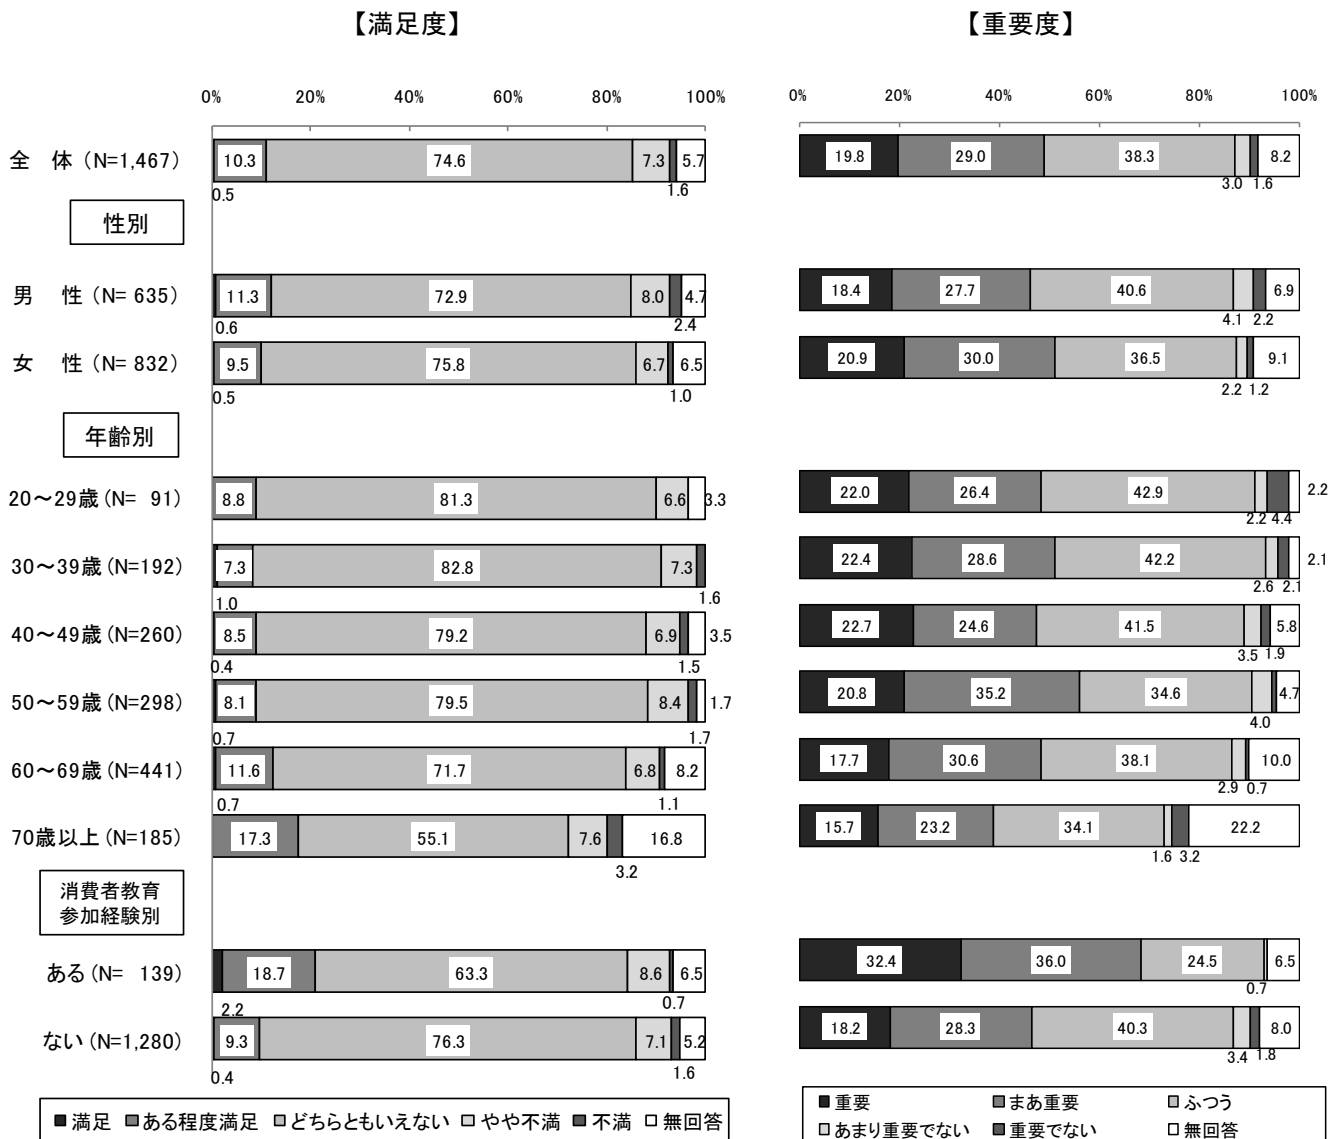 【満足度】 【重要度】
0% 20% 40% 60% 80% 100% 0% 20% 40% 60% 80% 100%
全 体 (N=1,467) 10.3 74.6 7.3 5.7 19.8 29.0 38.3 8.2
0.5 1.6 3.0 1.6
性別
男 性 (N= 635) 11.3 72.9 8.0 4.7 18.4 27.7 40.6 6.9
0.6 2.4 4.1 2.2
女 性 (N= 832) 9.5 75.8 6.7 6.5 20.9 30.0 36.5 9.1
0.5 1.0 2.2 1.2
年齢別
20～29歳 (N= 91) 8.8 81.3 6.6 3.3 22.0 26.4 42.9 2.2
2.2 4.4
30～39歳 (N=192) 7.3 82.8 7.3 22.4 28.6 42.2 2.1
1.0 1.6 2.6 2.1
40～49歳 (N=260) 8.5 79.2 6.9 3.5 22.7 24.6 41.5 5.8
0.4 1.5 3.5 1.9
50～59歳 (N=298) 8.1 79.5 8.4 1.7 20.8 35.2 34.6 4.7
0.7 1.7 4.0
60～69歳 (N=441) 11.6 71.7 6.8 8.2 17.7 30.6 38.1 10.0
0.7 1.1 2.9 0.7
70歳以上 (N=185) 17.3 55.1 7.6 16.8 15.7 23.2 34.1 22.2
3.2 1.6 3.2
消費者教育
参加経験別
ある (N= 139) 18.7 63.3 8.6 6.5 32.4 36.0 24.5 6.5
2.2 0.7 0.7
ない (N=1,280) 9.3 76.3 7.1 5.2 18.2 28.3 40.3 8.0
0.4 1.6 3.4 1.8
満足 ある程度満足 どちらともいえない やや不満 不満 無回答
重要 まあ重要 ふつう
あまり重要でない 重要でない 無回答